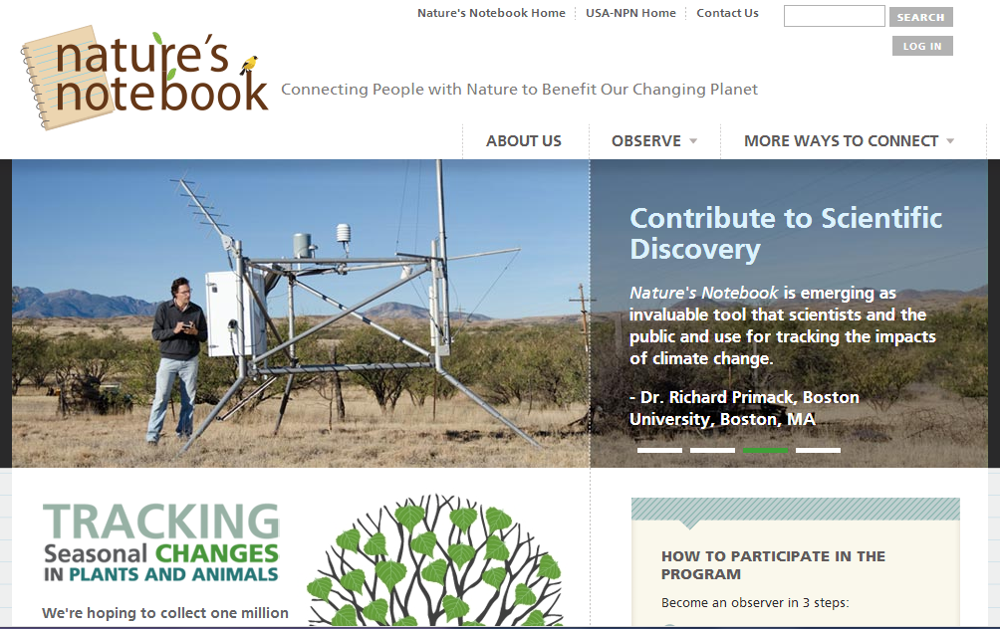 Nature's Notebook Home
USA-NPN Home
Contact Us
SEARCH
LOG IN
nature's
notebook
Connecting People with Nature to Benefit Our Changing Planet
ABOUT US
OBSERVE
MORE WAYS TO CONNECT
Contribute to Scientific
Discovery
Nature's Notebook is emerging as
invaluable tool that scientists and the
public and use for tracking the impacts
of climate change.
- Dr. Richard Primack, Boston
University, Boston, MA
TRACKING
Seasonal CHANGES
IN PLANTS AND ANIMALS
We're hoping to collect one million
HOW TO PARTICIPATE IN THE
PROGRAM
Become an observer in 3 steps: